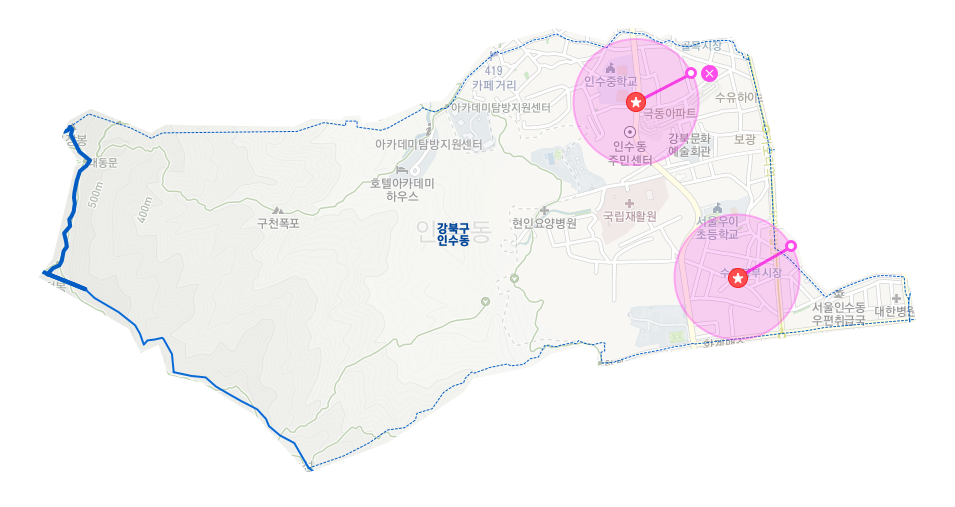 419
카페거리
아카데미탐방지원센터
인수중학교
수유하이
극동아파트
아카데미탐방지원센터
인수동
주민센터
강북문화
예술회관
보광
대동문
500m
400m
호텔아카데미
하우스
구천폭포
강북구
인수동
현인요양병원
국립재활원
서울우이
초등학교
서울인수동
우편취급국
대한병원